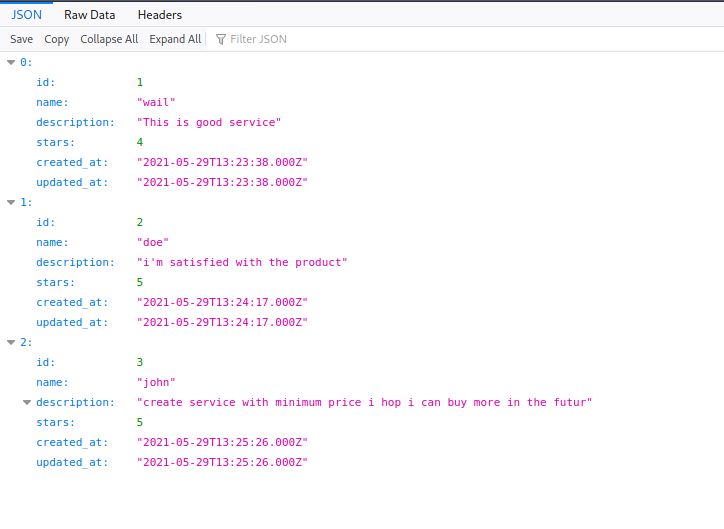 JSON Raw Data Headers
Save Copy Collapse All Expand All Filter JSON
0:
id: 1
name: "wail"
description: "This is good service"
stars: 4
created_at: "2021-05-29T13:23:38.000Z"
updated_at: "2021-05-29T13:23:38.000Z"
1:
id: 2
name: "doe"
description: "i'm satisfied with the product"
stars: 5
created_at: "2021-05-29T13:24:17.000Z"
updated_at: "2021-05-29T13:24:17.000Z"
2:
id: 3
name: "john"
description: "create service with minimum price i hop i can buy more in the futur"
stars: 5
created_at: "2021-05-29T13:25:26.000Z"
updated_at: "2021-05-29T13:25:26.000Z"